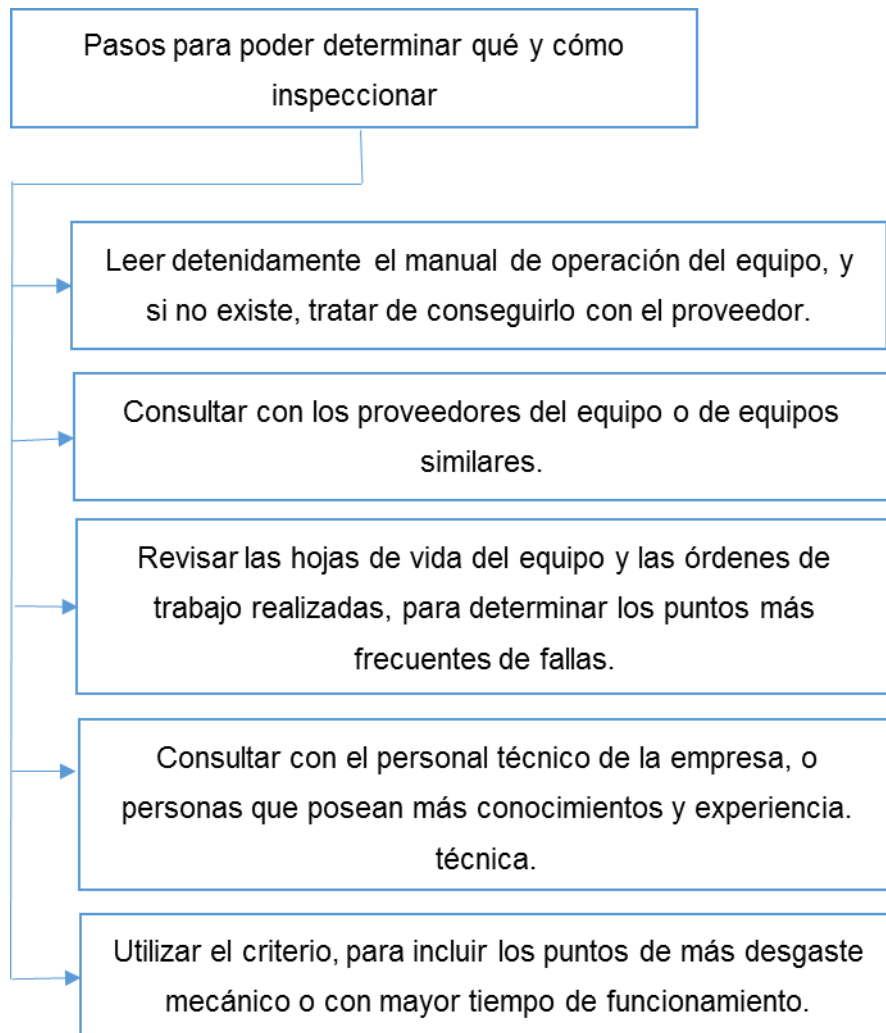 Pasos para poder determinar qué y cómo
inspeccionar
Leer detenidamente el manual de operación del equipo, y
si no existe, tratar de conseguirlo con el proveedor.
Consultar con los proveedores del equipo o de equipos
similares.
Revisar las hojas de vida del equipo y las órdenes de
trabajo realizadas, para determinar los puntos más
frecuentes de fallas.
Consultar con el personal técnico de la empresa, o
personas que posean más conocimientos y experiencia.
técnica.
Utilizar el criterio, para incluir los puntos de más desgaste
mecánico o con mayor tiempo de funcionamiento.